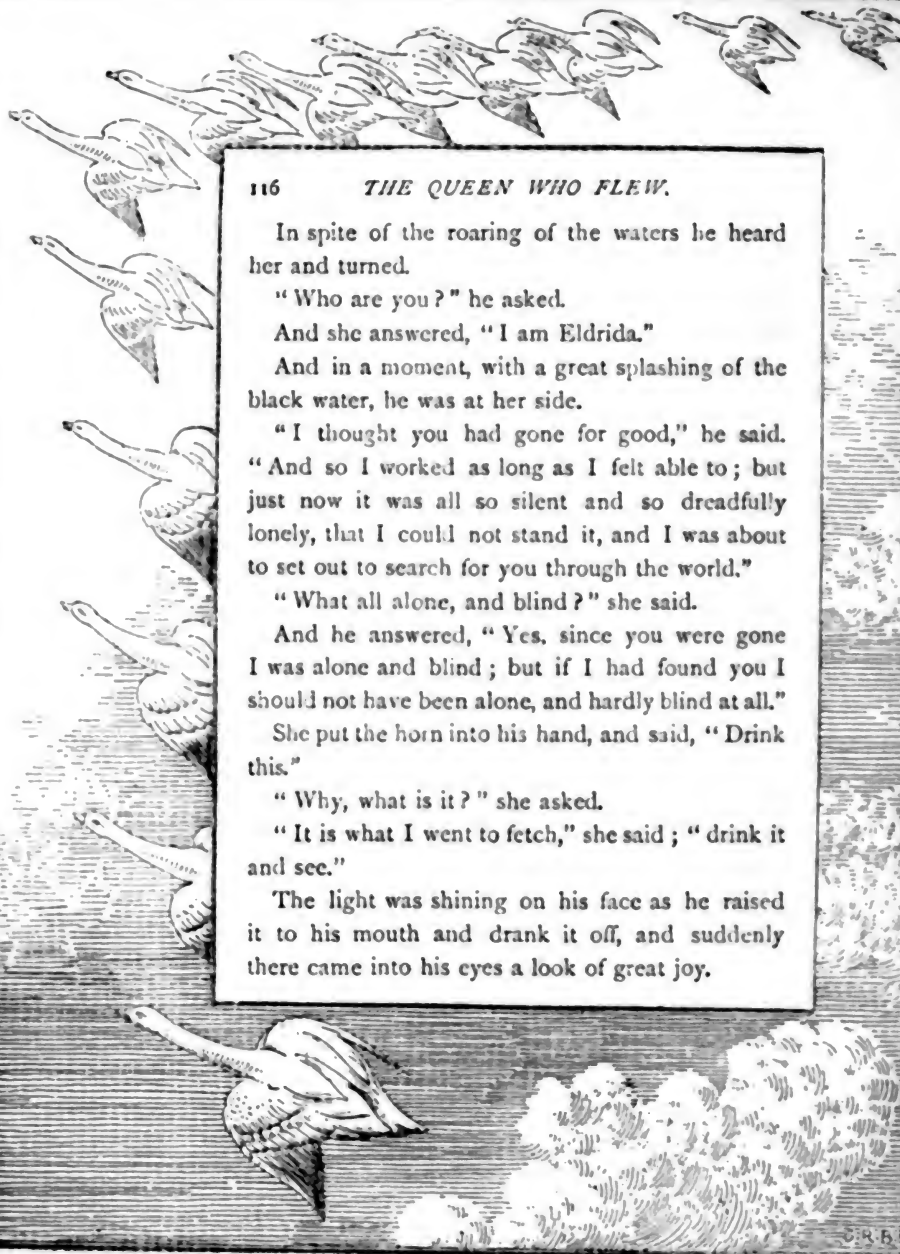 116 THE QUEEN WHO FLEW.
In spite of the roaring of the waters he heard
her and turned.
“ Who are you ? ” he asked.
And she answered, “ I am Eldrida.”
And in a moment, with a great splashing of the
black water, he was at her side.
“ I thought you had gone for good,” he said.
“ And so I worked as long as I felt able to ; but
just now it was all so silent and so dreadfully
lonely, that I could not stand it, and I was about
to set out to search for you through the world.”
“ What all alone, and blind ? ” she said.
And he answered, “ Yes, since you were gone
I was alone and blind ; but if I had found you I
should not have been alone, and hardly blind at all.”
She put the horn into his hand, and said, “ Drink
this.”
“ Why, what is it ? ” she asked.
“ It is what I went to fetch,” she said ; “ drink it
and see.”
The light was shining on his face as he raised
it to his mouth and drank it off, and suddenly
there came into his eyes a look of great joy.
C.R.B.